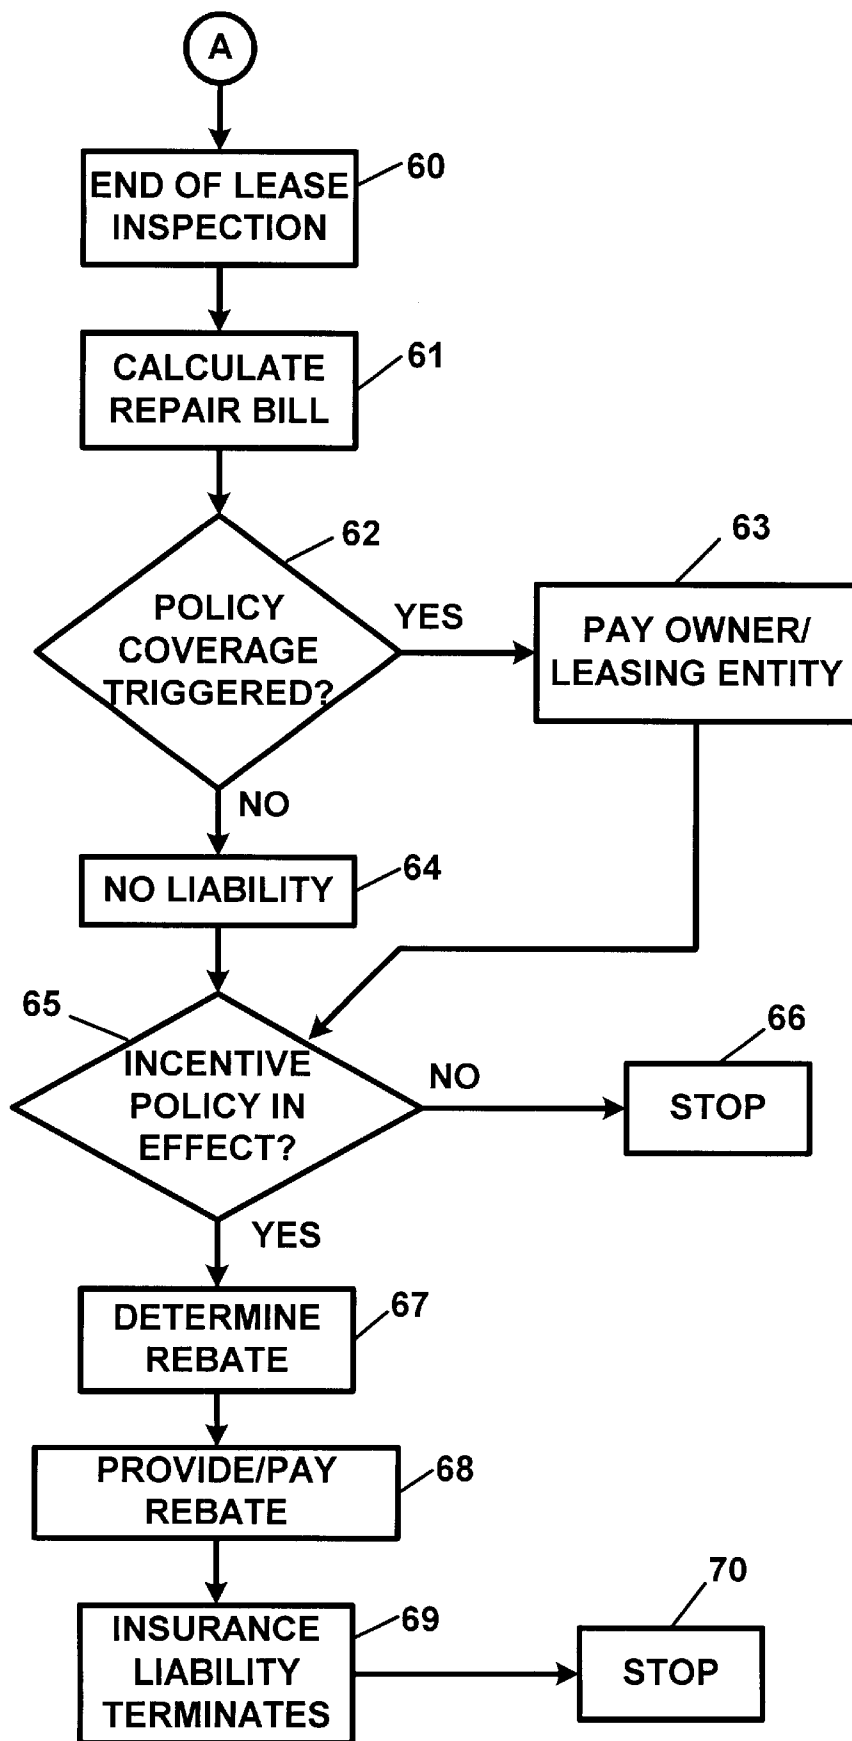 A
60
END OF LEASE
INSPECTION
61
CALCULATE
REPAIR BILL
62
POLICY
COVERAGE
TRIGGERED?
YES
63
PAY OWNER/
LEASING ENTITY
NO
NO LIABILITY
64
65
INCENTIVE
POLICY IN
EFFECT?
NO
66
STOP
YES
DETERMINE
REBATE
67
PROVIDE/PAY
REBATE
68
INSURANCE
LIABILITY
TERMINATES
69
70
STOP